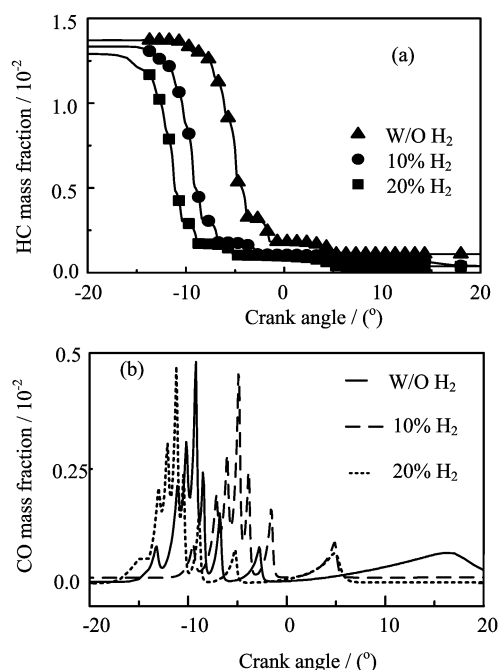 HC mass fraction / 10⁻²
1.5
1.0
0.5
0.0
(a)
W/O H₂
10% H₂
20% H₂
-20
-10
0
10
20
Crank angle / (°)
CO mass fraction / 10⁻²
0.5
0.25
0.0
(b)
W/O H₂
10% H₂
20% H₂
-20
-10
0
10
20
Crank angle / (°)